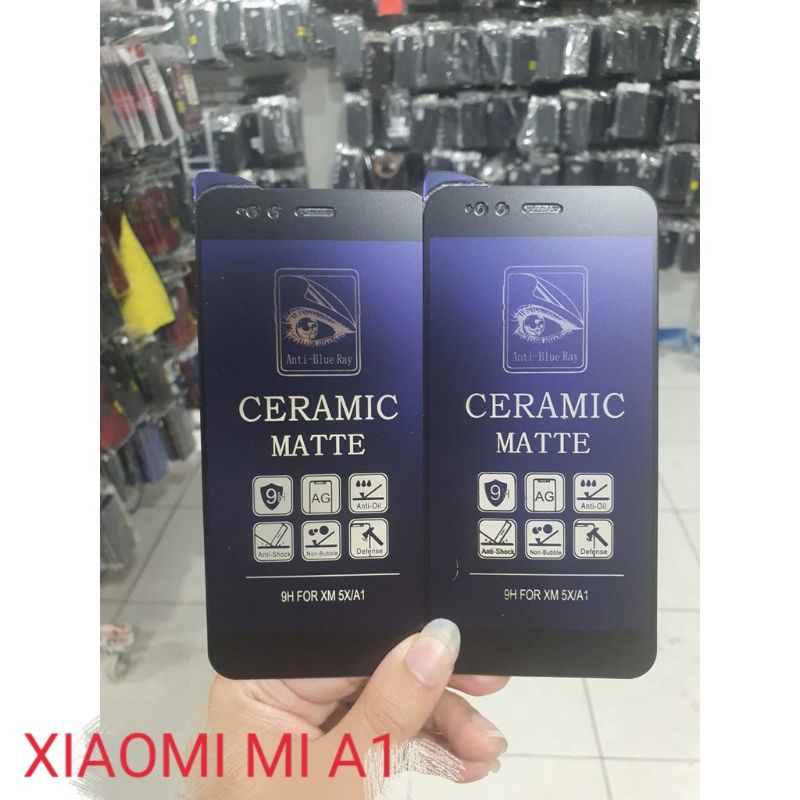 Anti-Blue Ray
CERAMIC
MATTE
9H
AG
Anti-Oil
Anti-Shock
Non-Bubble
Defense
9H FOR XM 5X/A1
Anti-Blue Ray
CERAMIC
MATTE
9H
AG
Anti-Oil
Anti-Shock
Non-Bubble
Defense
9H FOR XM 5X/A1
XIAOMI MI A1